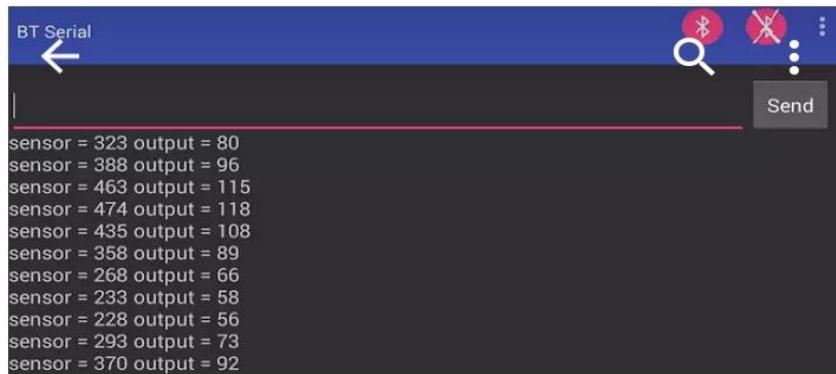 BT Serial
Send
sensor = 323 output = 80
sensor = 388 output = 96
sensor = 463 output = 115
sensor = 474 output = 118
sensor = 435 output = 108
sensor = 358 output = 89
sensor = 268 output = 66
sensor = 233 output = 58
sensor = 228 output = 56
sensor = 293 output = 73
sensor = 370 output = 92